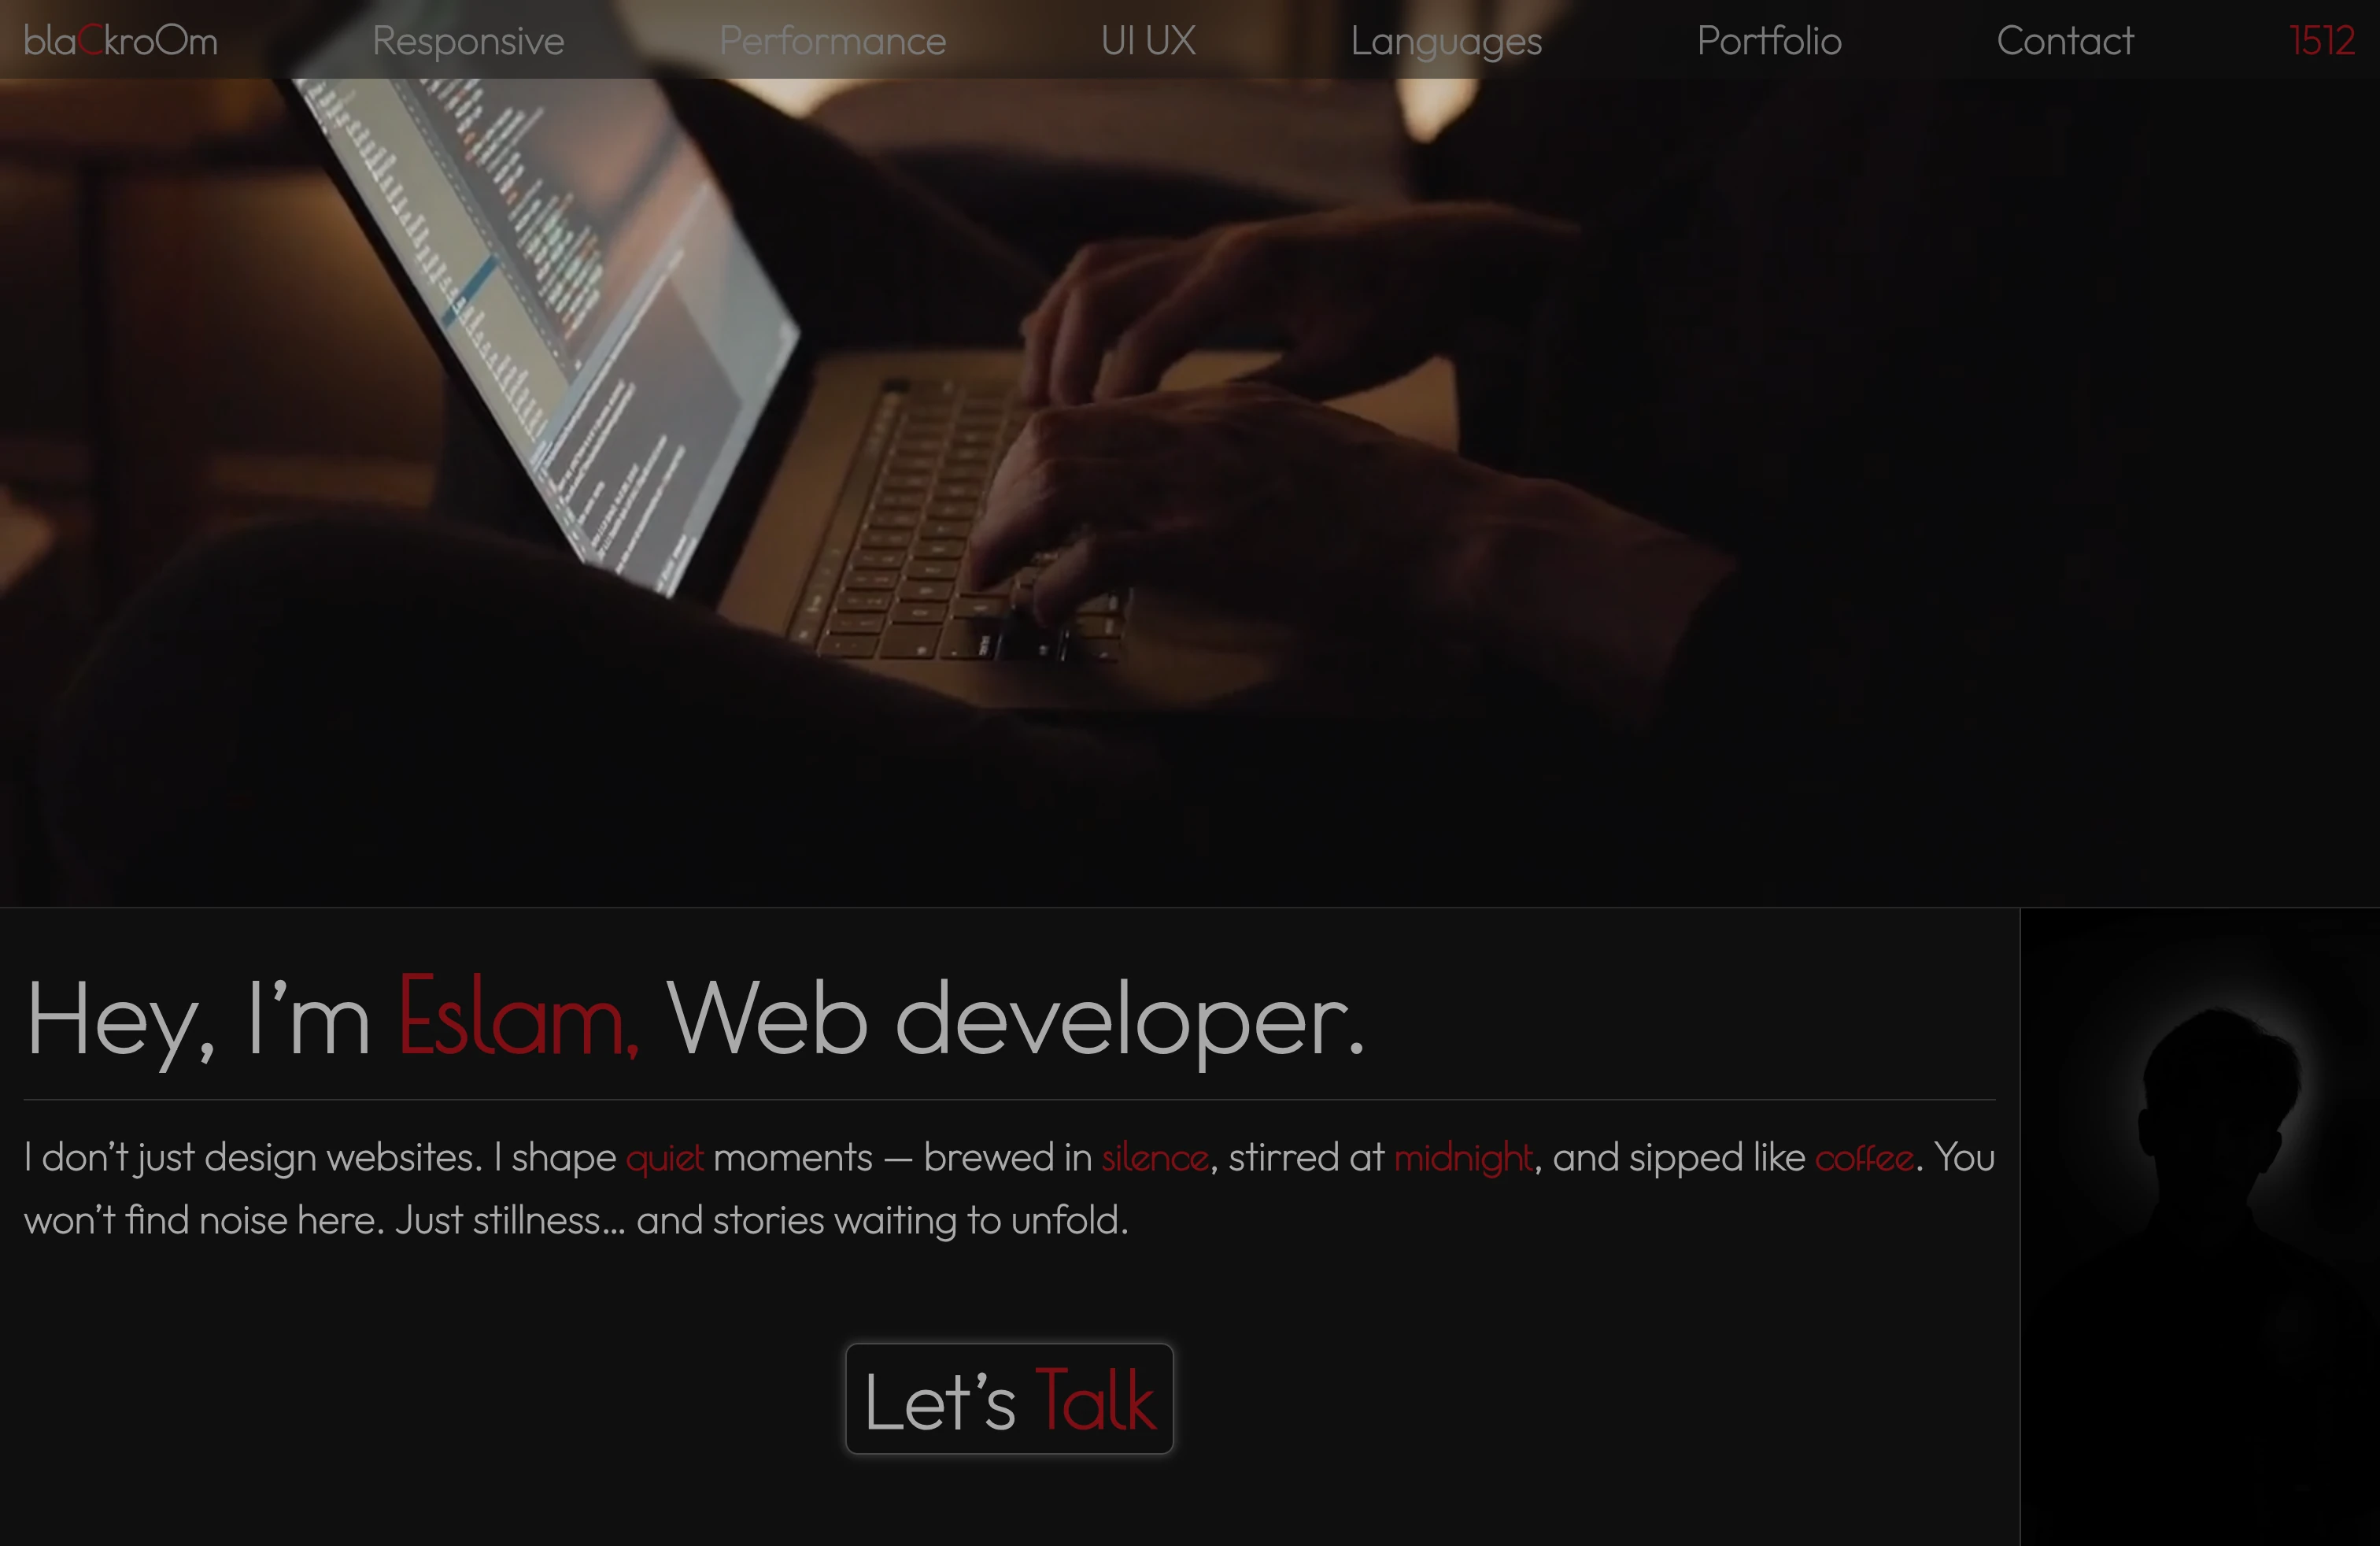 blaCkroOm Responsive Performance UI UX Languages Portfolio Contact 1512
Hey, I’m Eslam, Web developer.
I don’t just design websites. I shape quiet moments — brewed in silence, stirred at midnight, and sipped like coffee. You
won’t find noise here. Just stillness... and stories waiting to unfold.
Let’s Talk